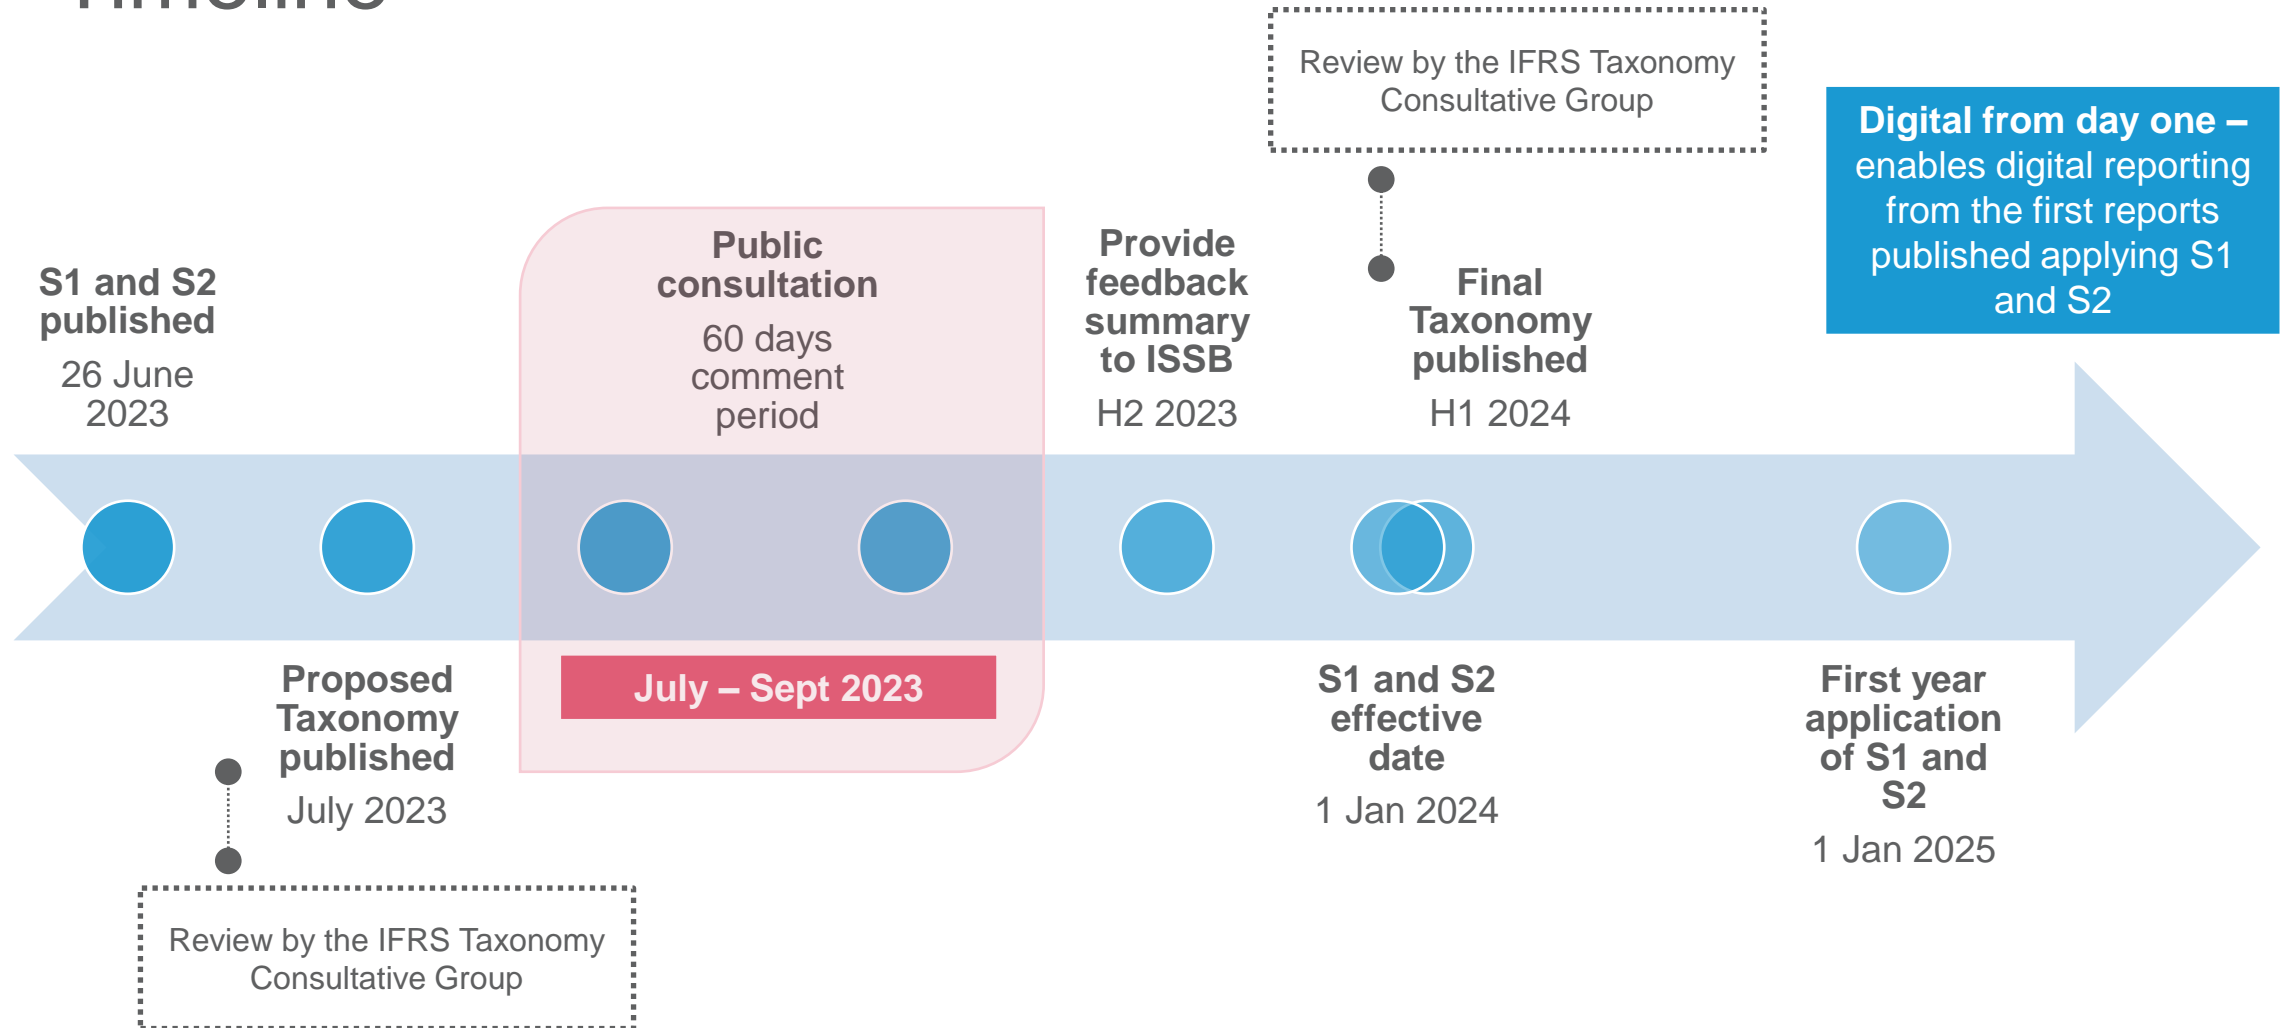 Timeline
Review by the IFRS Taxonomy
Consultative Group
Digital from day one –
enables digital reporting
from the first reports
published applying S1
and S2
S1 and S2
published
26 June
2023
Public
consultation
60 days
comment
period
Provide
feedback
summary
to ISSB
H2 2023
Final
Taxonomy
published
H1 2024
Proposed
Taxonomy
published
July 2023
July – Sept 2023
S1 and S2
effective
date
1 Jan 2024
First year
application
of S1 and
S2
1 Jan 2025
Review by the IFRS Taxonomy
Consultative Group